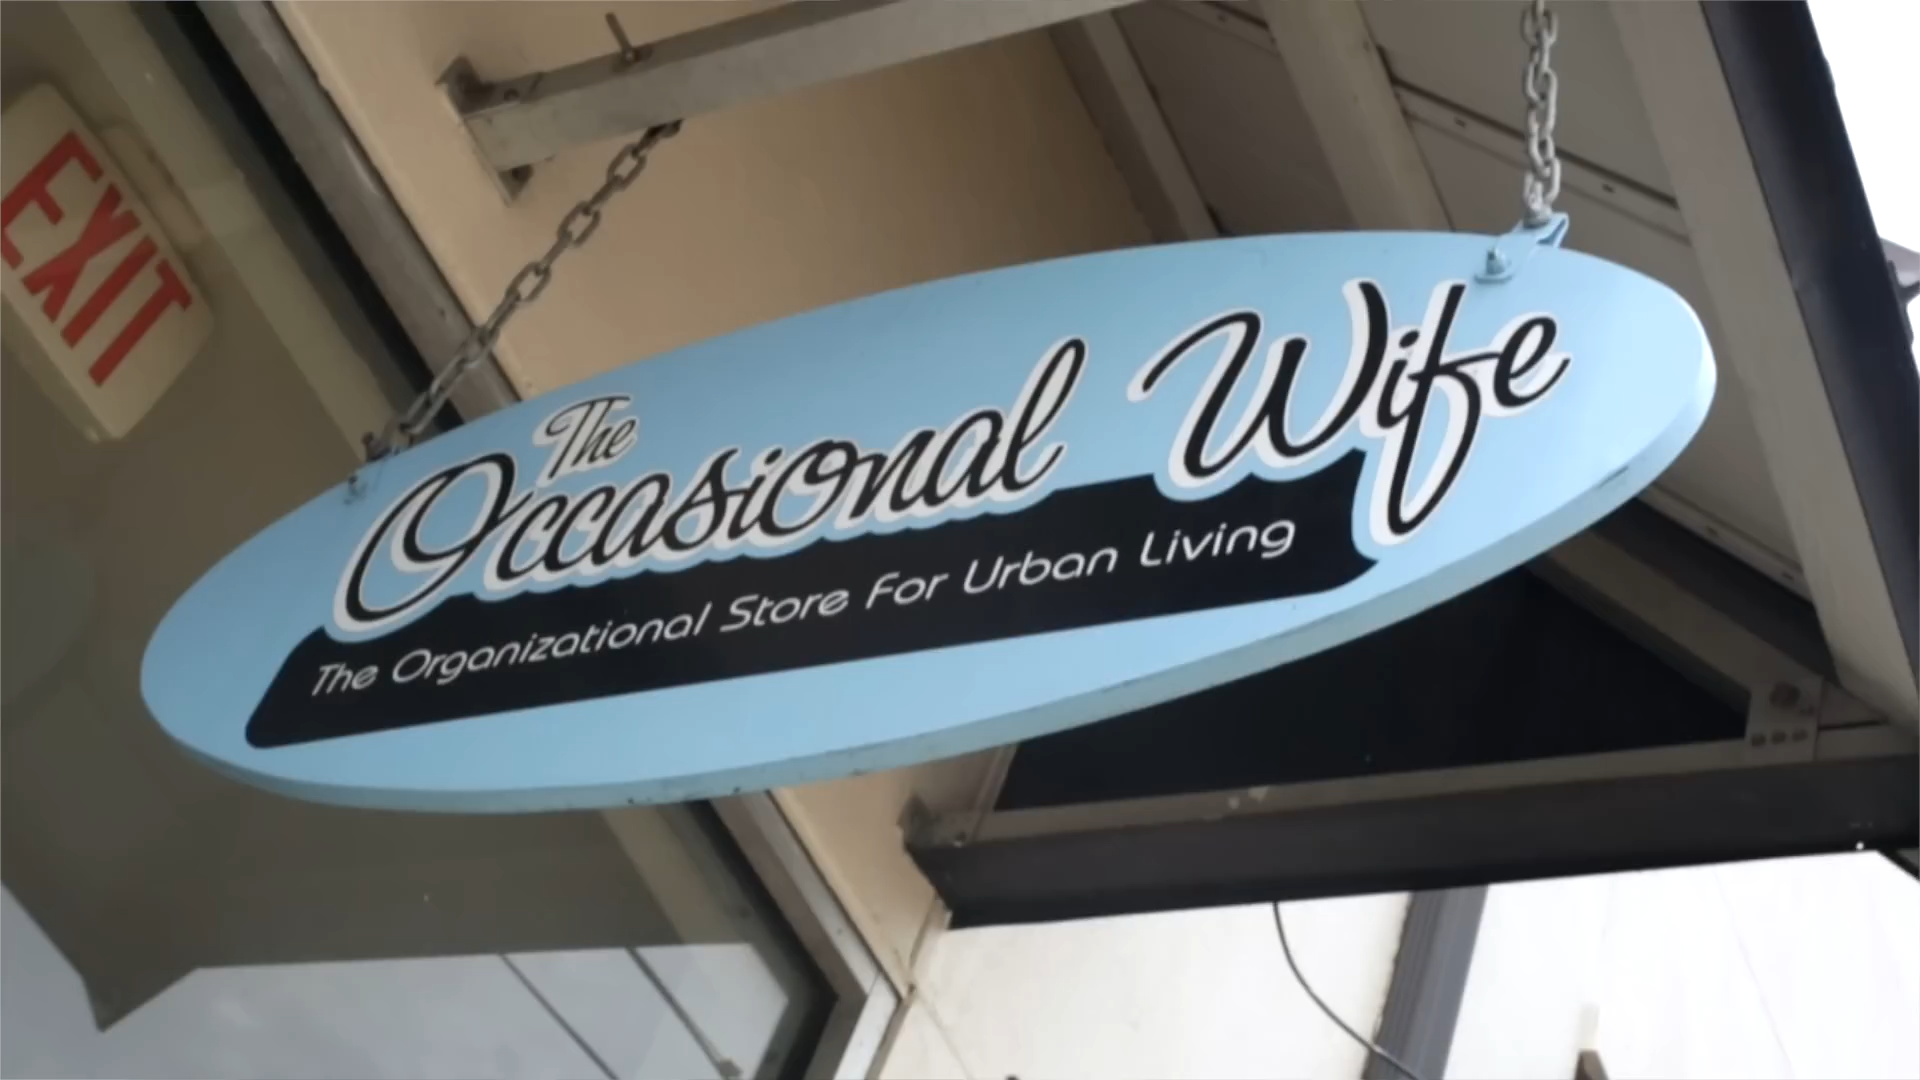 EXIT
The
Occasional Wife
The Organizational Store For Urban Living